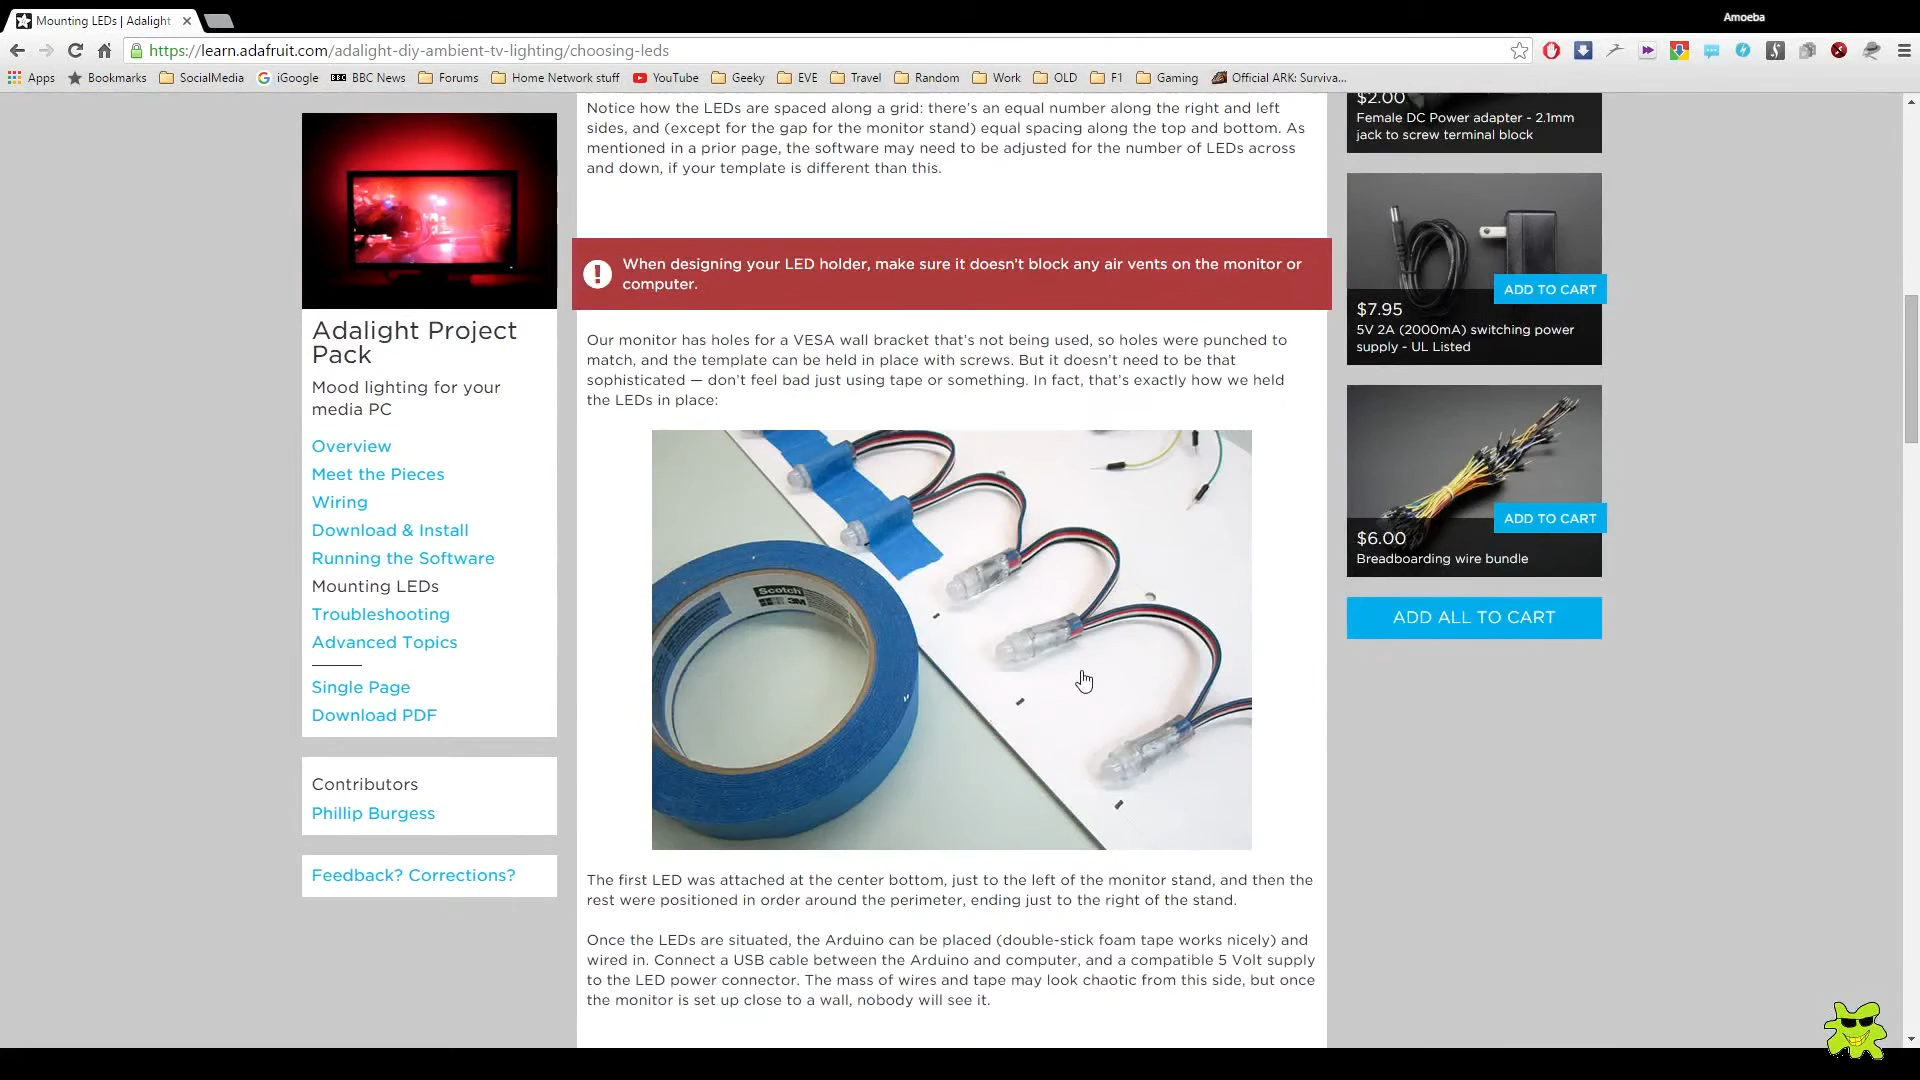 Mounting LEDs | Adalight
Amoeba
https://learn.adafruit.com/adalight-diy-ambient-tv-lighting/choosing-leds
Apps Bookmarks SocialMedia iGoogle BBC News Forums Home Network stuff YouTube Geeky EVE Travel Random Work OLD F1 Gaming Official ARK: Surviva...
Adalight Project
Pack
Mood lighting for your
media PC
Overview
Meet the Pieces
Wiring
Download & Install
Running the Software
Mounting LEDs
Troubleshooting
Advanced Topics
Single Page
Download PDF
Contributors
Phillip Burgess
Feedback? Corrections?
Notice how the LEDs are spaced along a grid: there's an equal number along the right and left
sides, and (except for the gap for the monitor stand) equal spacing along the top and bottom. As
mentioned in a prior page, the software may need to be adjusted for the number of LEDs across
and down, if your template is different than this.
When designing your LED holder, make sure it doesn't block any air vents on the monitor or
computer.
Our monitor has holes for a VESA wall bracket that's not being used, so holes were punched to
match, and the template can be held in place with screws. But it doesn't need to be that
sophisticated — don't feel bad just using tape or something. In fact, that's exactly how we held
the LEDs in place:
Scotch
3M
The first LED was attached at the center bottom, just to the left of the monitor stand, and then the
rest were positioned in order around the perimeter, ending just to the right of the stand.
Once the LEDs are situated, the Arduino can be placed (double-stick foam tape works nicely) and
wired in. Connect a USB cable between the Arduino and computer, and a compatible 5 Volt supply
to the LED power connector. The mass of wires and tape may look chaotic from this side, but once
the monitor is set up close to a wall, nobody will see it.
$2.00
Female DC Power adapter - 2.1mm
jack to screw terminal block
ADD TO CART
$7.95
5V 2A (2000mA) switching power
supply - UL Listed
ADD TO CART
$6.00
Breadboarding wire bundle
ADD ALL TO CART